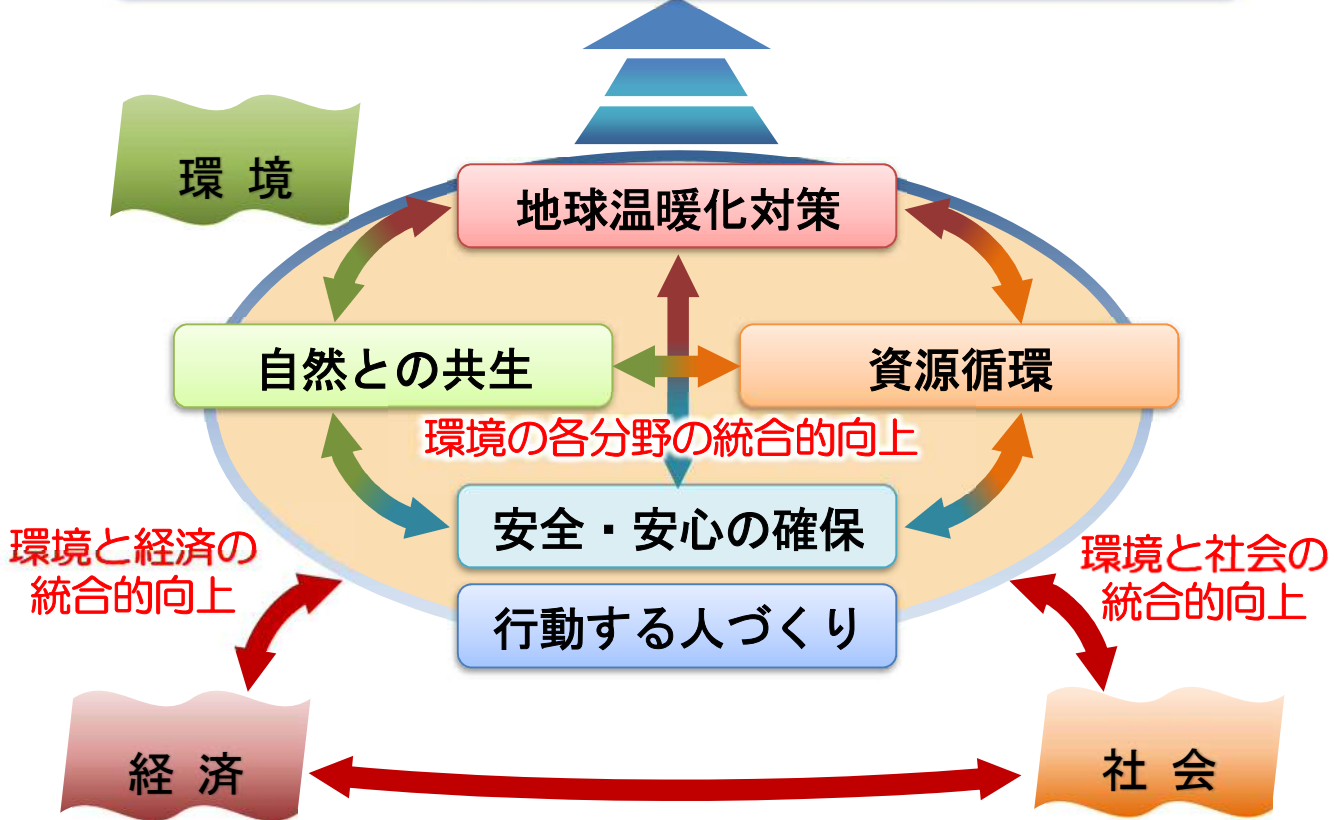 環 境
地球温暖化対策
自然との共生
資源循環
環境の各分野の統合的向上
安全・安心の確保
行動する人づくり
環境と経済の
統合的向上
環境と社会の
統合的向上
経 済
社 会